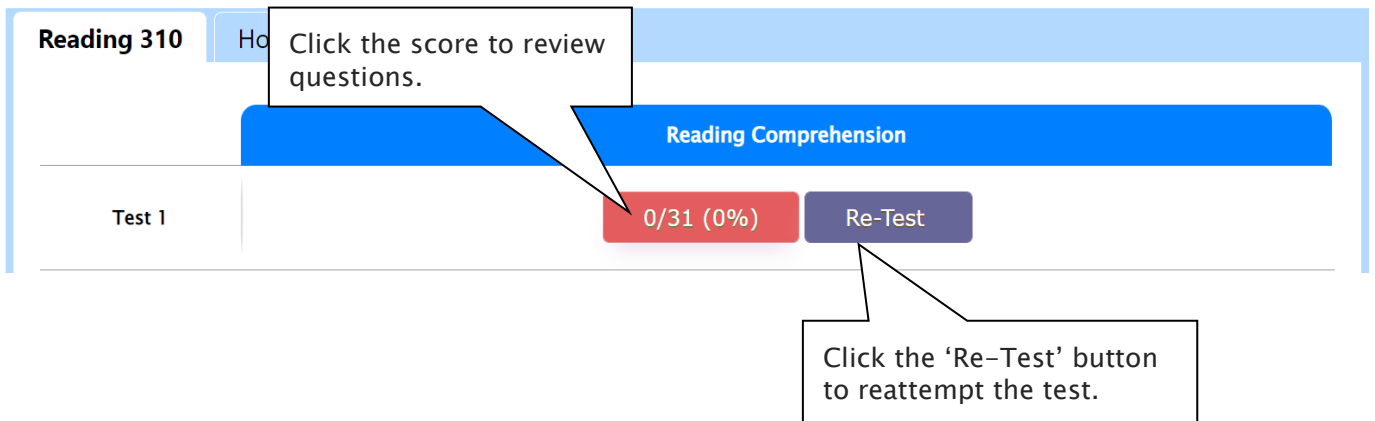 Reading 310
Click the score to review
questions.
Reading Comprehension
Test 1
0/31 (0%)
Re-Test
Click the ‘Re-Test’ button
to reattempt the test.